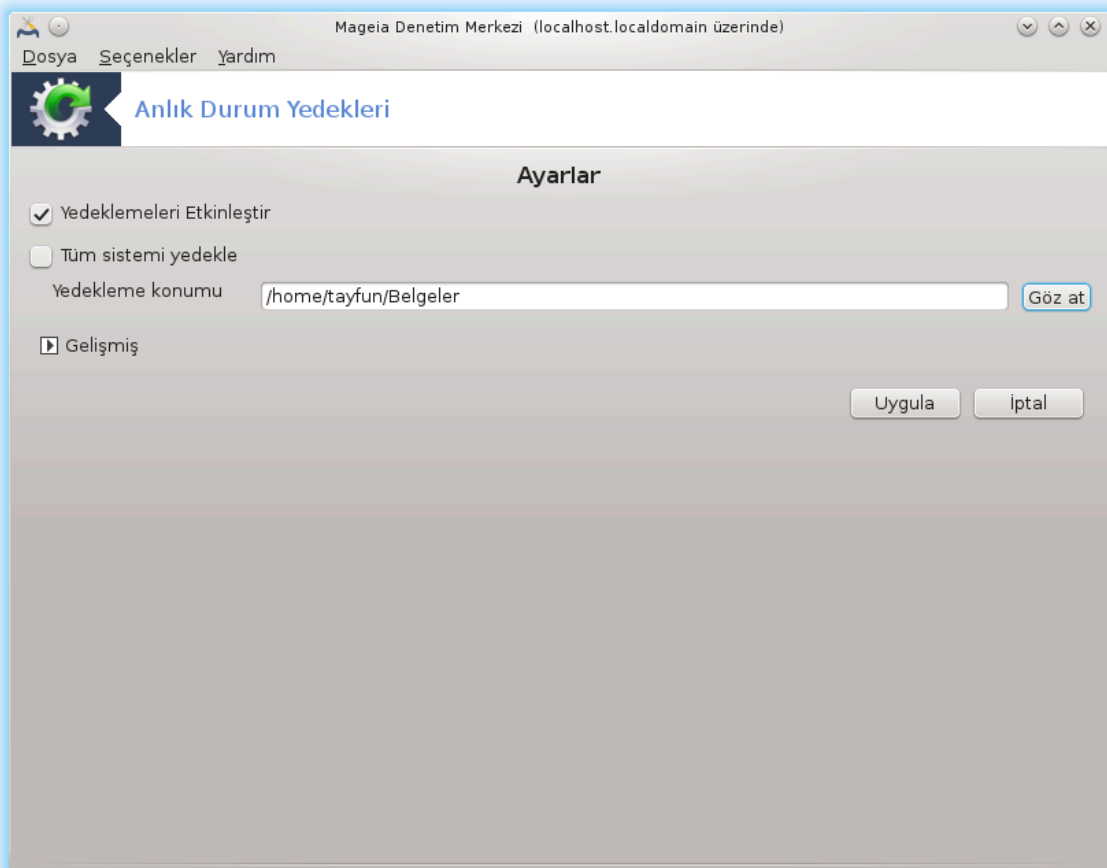 Mageia Denetim Merkezi (localhost.localdomain üzerinde)
Dosya Seçenekler Yardım
Anlık Durum Yedekleri
Ayarlar
Yedeklemeleri Etkinleştir
Tüm sistemi yedekle
Yedekleme konumu /home/tayfun/Belgeler Göz at
Gelişmiş
Uygula İptal